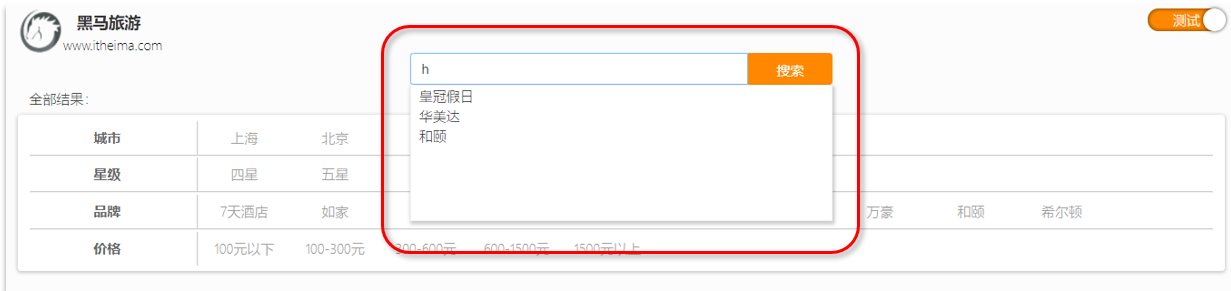 黑马旅游
www.itheima.com
测试
h
搜索
皇冠假日
华美达
和颐
全部结果：
城市 上海 北京
星级 四星 五星
品牌 7天酒店 如家 万豪 和颐 希尔顿
价格 100元以下 100-300元 300-600元 600-1500元 1500元以上